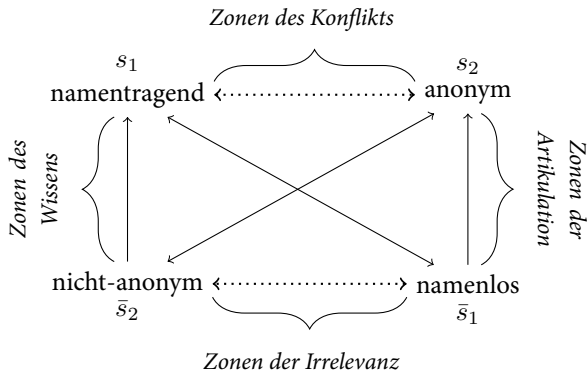 Zonen des Konflikts
s₁
s₂
namentragend
anonym
Zonen des
Wissens
Zonen der
Artikulation
nicht-anonym
namenlos
s̄₂
s̄₁
Zonen der Irrelevanz